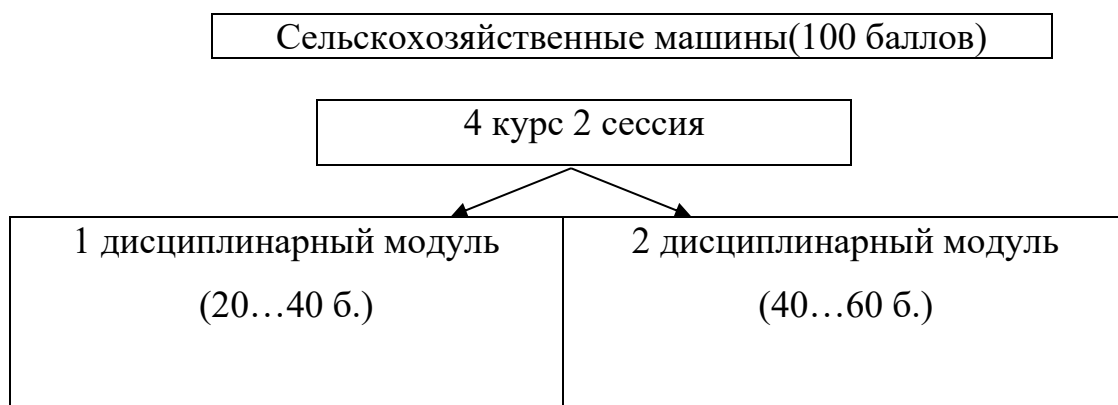 Сельскохозяйственные машины(100 баллов)
4 курс 2 сессия
1 дисциплинарный модуль
(20…40 б.)
2 дисциплинарный модуль
(40…60 б.)